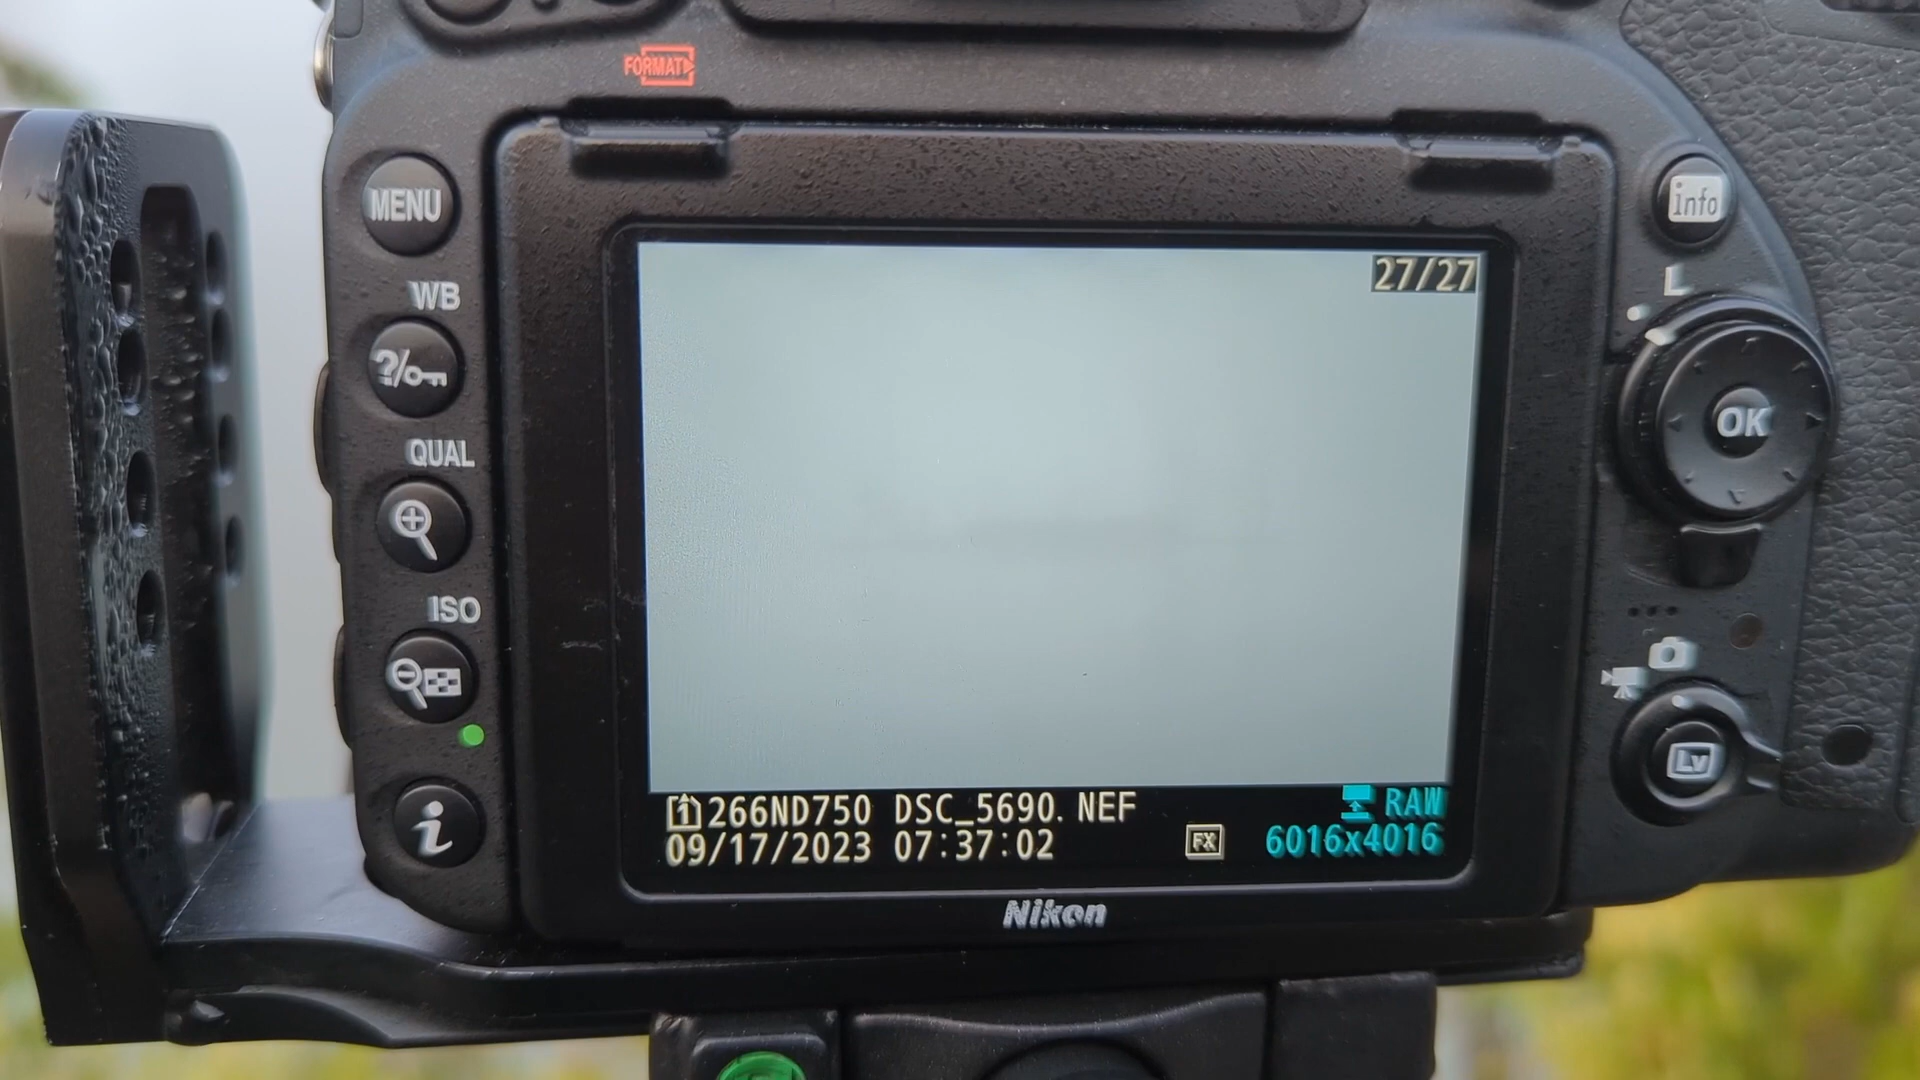 FORMAT
MENU
info
27/27
L
WB
?/
QUAL
OK
ISO
i
Lv
1 266ND750 DSC_5690.NEF RAW
09/17/2023 07:37:02 FX 6016x4016
Nikon